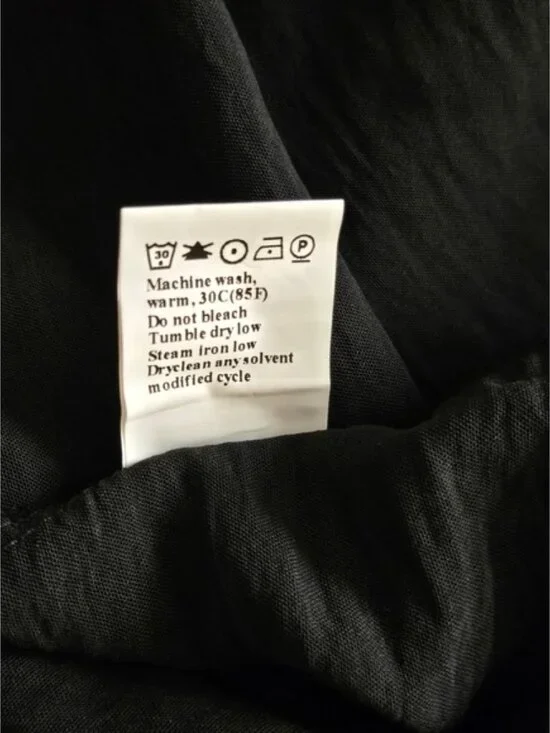 30 P
Machine wash,
warm, 30C(85F)
Do not bleach
Tumble dry low
Steam iron low
Dryclean any solvent
modified cycle